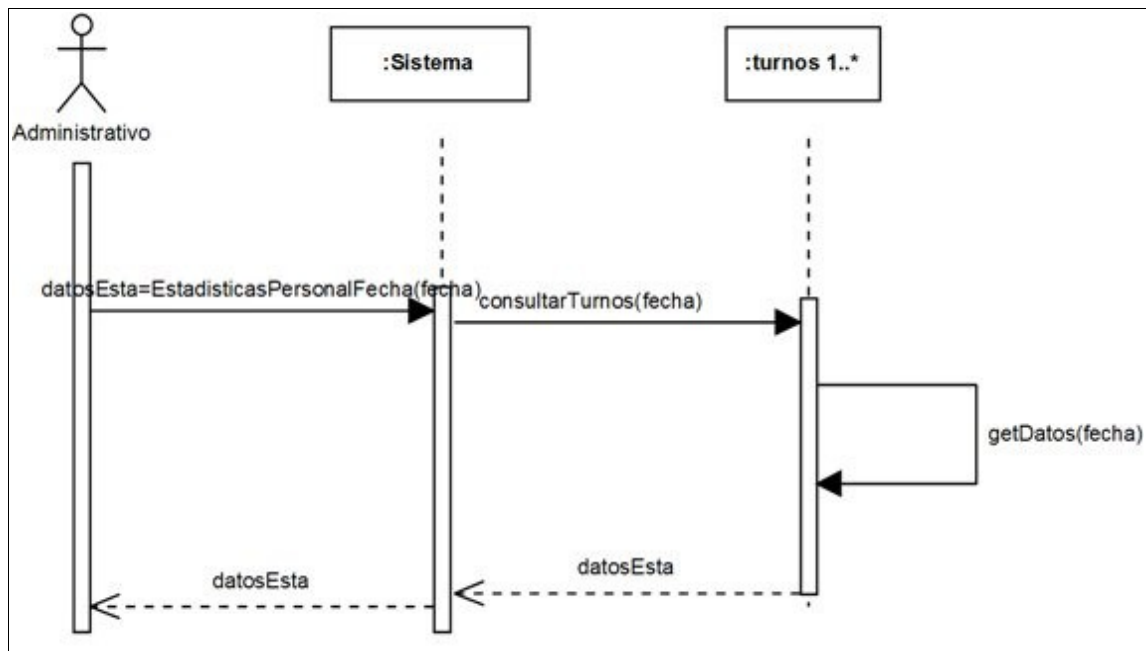 :Sistema
:turnos 1..*
Administrativo
datosEsta=EstadisticasPersonalFecha(fecha)
consultarTurnos(fecha)
getDatos(fecha)
datosEsta
datosEsta